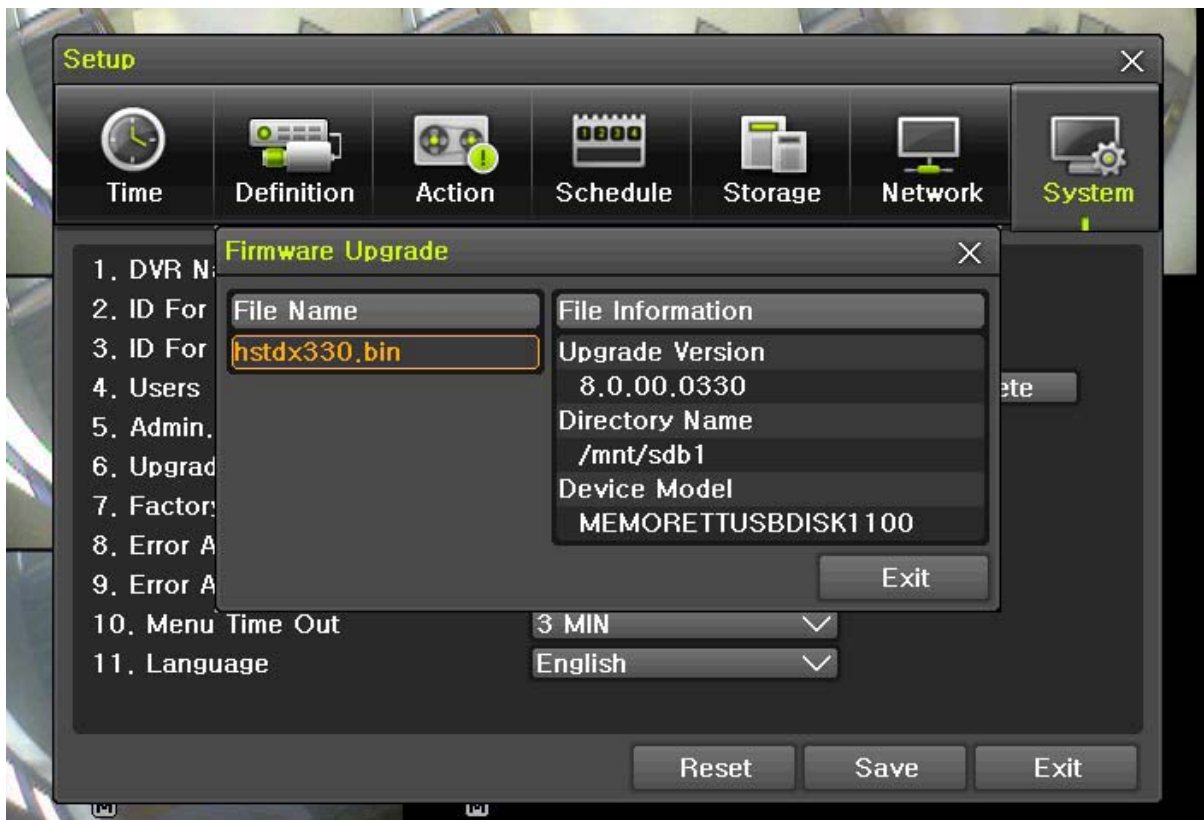 Setup
Time Definition Action Schedule Storage Network System
Firmware Upgrade
1. DVR
2. ID For
3. ID For
4. Users
5. Admin.
6.
7.
8. Error
9. Error
File Name
hstdx330.bin
File Information
Upgrade Version
8.0.00.0330
Directory Name
/mnt/sdb1
Device Model
MEMORETTUSBDISK1100
Exit
10. Menu Time Out 3 MIN
11. Language English
Reset Save Exit